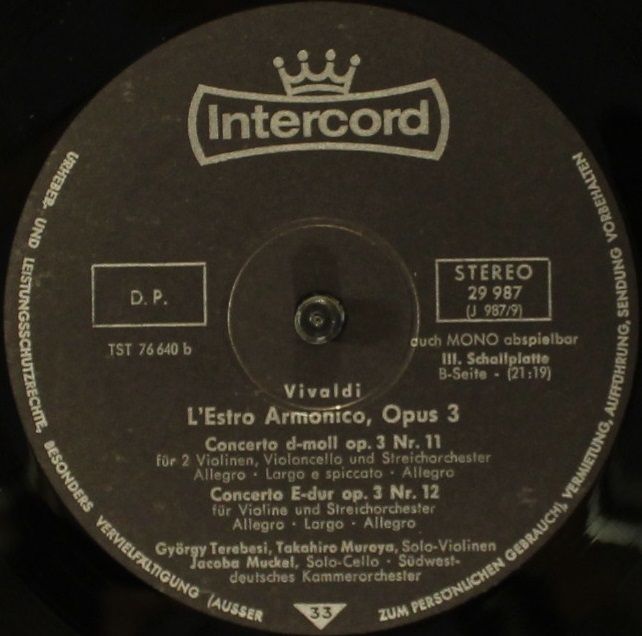 Intercord
URHEBER- UND LEISTUNGSSCHUTZRECHTE, BESONDERS VERVIELFÄLTIGUNG (AUSSER ZUM PERSÖNLICHEN GEBRAUCH), VERMIETUNG, AUFFÜHRUNG, SENDUNG VORBEHALTEN
D. P.
TST 76 640 b
STEREO
29 987
(J 987/9)
auch MONO abspielbar
III. Schallplatte
B-Seite - (21:19)
Vivaldi
L'Estro Armonico, Opus 3
Concerto d-moll op. 3 Nr. 11
für 2 Violinen, Violoncello und Streichorchester
Allegro · Largo e spiccato · Allegro
Concerto E-dur op. 3 Nr. 12
für Violine und Streichorchester
Allegro · Largo · Allegro
György Terebesi, Takahiro Muroya, Solo-Violinen
Jacoba Muckel, Solo-Cello · Südwest-
deutsches Kammerorchester
33